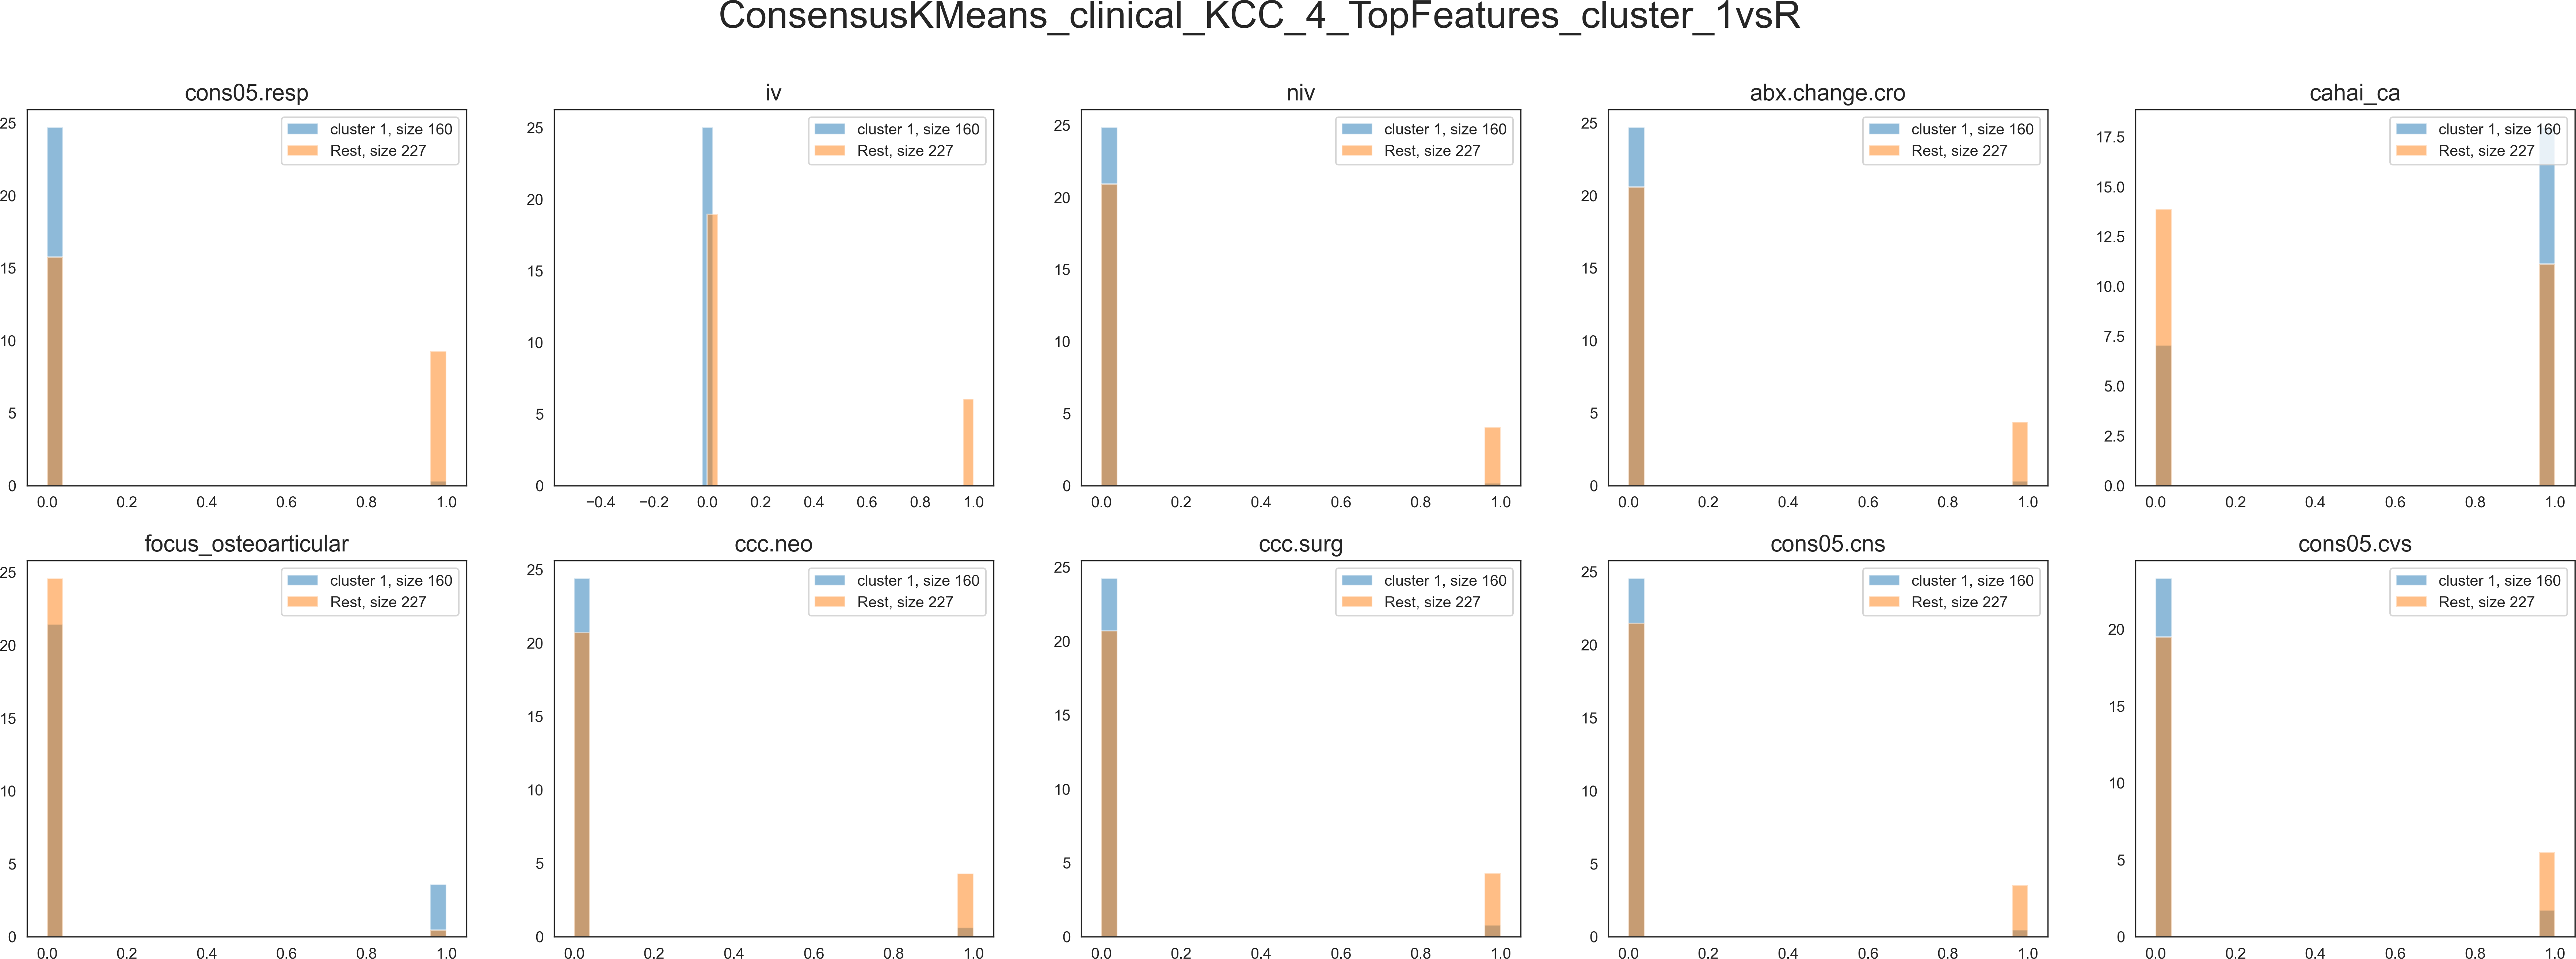 ConsensusKMeans_clinical_KCC_4_TopFeatures_cluster_1vsR
cons05.resp
25
20
15
10
5
0
0.0 0.2 0.4 0.6 0.8 1.0
cluster 1, size 160
Rest, size 227
iv
25
20
15
10
5
0
−0.4 −0.2 0.0 0.2 0.4 0.6 0.8 1.0
cluster 1, size 160
Rest, size 227
niv
25
20
15
10
5
0
0.0 0.2 0.4 0.6 0.8 1.0
cluster 1, size 160
Rest, size 227
abx.change.cro
25
20
15
10
5
0
0.0 0.2 0.4 0.6 0.8 1.0
cluster 1, size 160
Rest, size 227
cahai_ca
17.5
15.0
12.5
10.0
7.5
5.0
2.5
0.0
0.0 0.2 0.4 0.6 0.8 1.0
cluster 1, size 160
Rest, size 227
focus_osteoarticular
25
20
15
10
5
0
0.0 0.2 0.4 0.6 0.8 1.0
cluster 1, size 160
Rest, size 227
ccc.neo
25
20
15
10
5
0
0.0 0.2 0.4 0.6 0.8 1.0
cluster 1, size 160
Rest, size 227
ccc.surg
25
20
15
10
5
0
0.0 0.2 0.4 0.6 0.8 1.0
cluster 1, size 160
Rest, size 227
cons05.cns
25
20
15
10
5
0
0.0 0.2 0.4 0.6 0.8 1.0
cluster 1, size 160
Rest, size 227
cons05.cvs
20
15
10
5
0
0.0 0.2 0.4 0.6 0.8 1.0
cluster 1, size 160
Rest, size 227